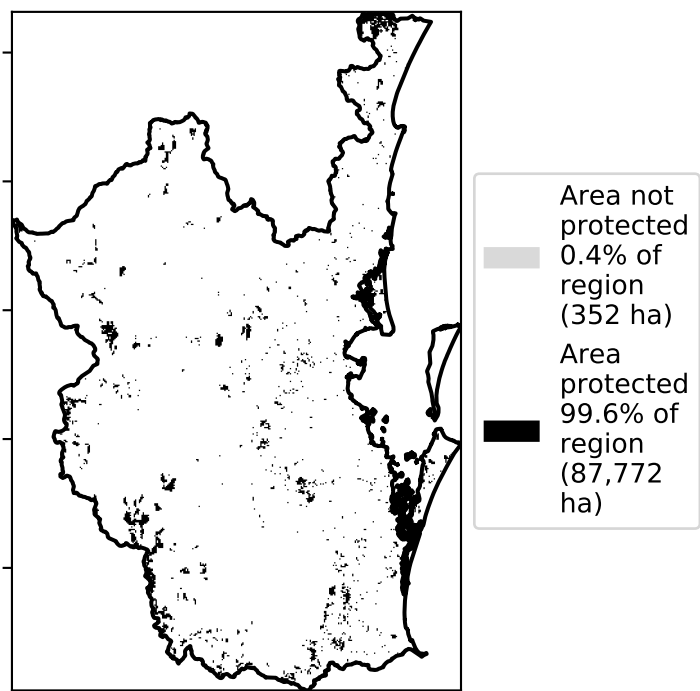 Area not
protected
0.4% of
region
(352 ha)
Area
protected
99.6% of
region
(87,772
ha)